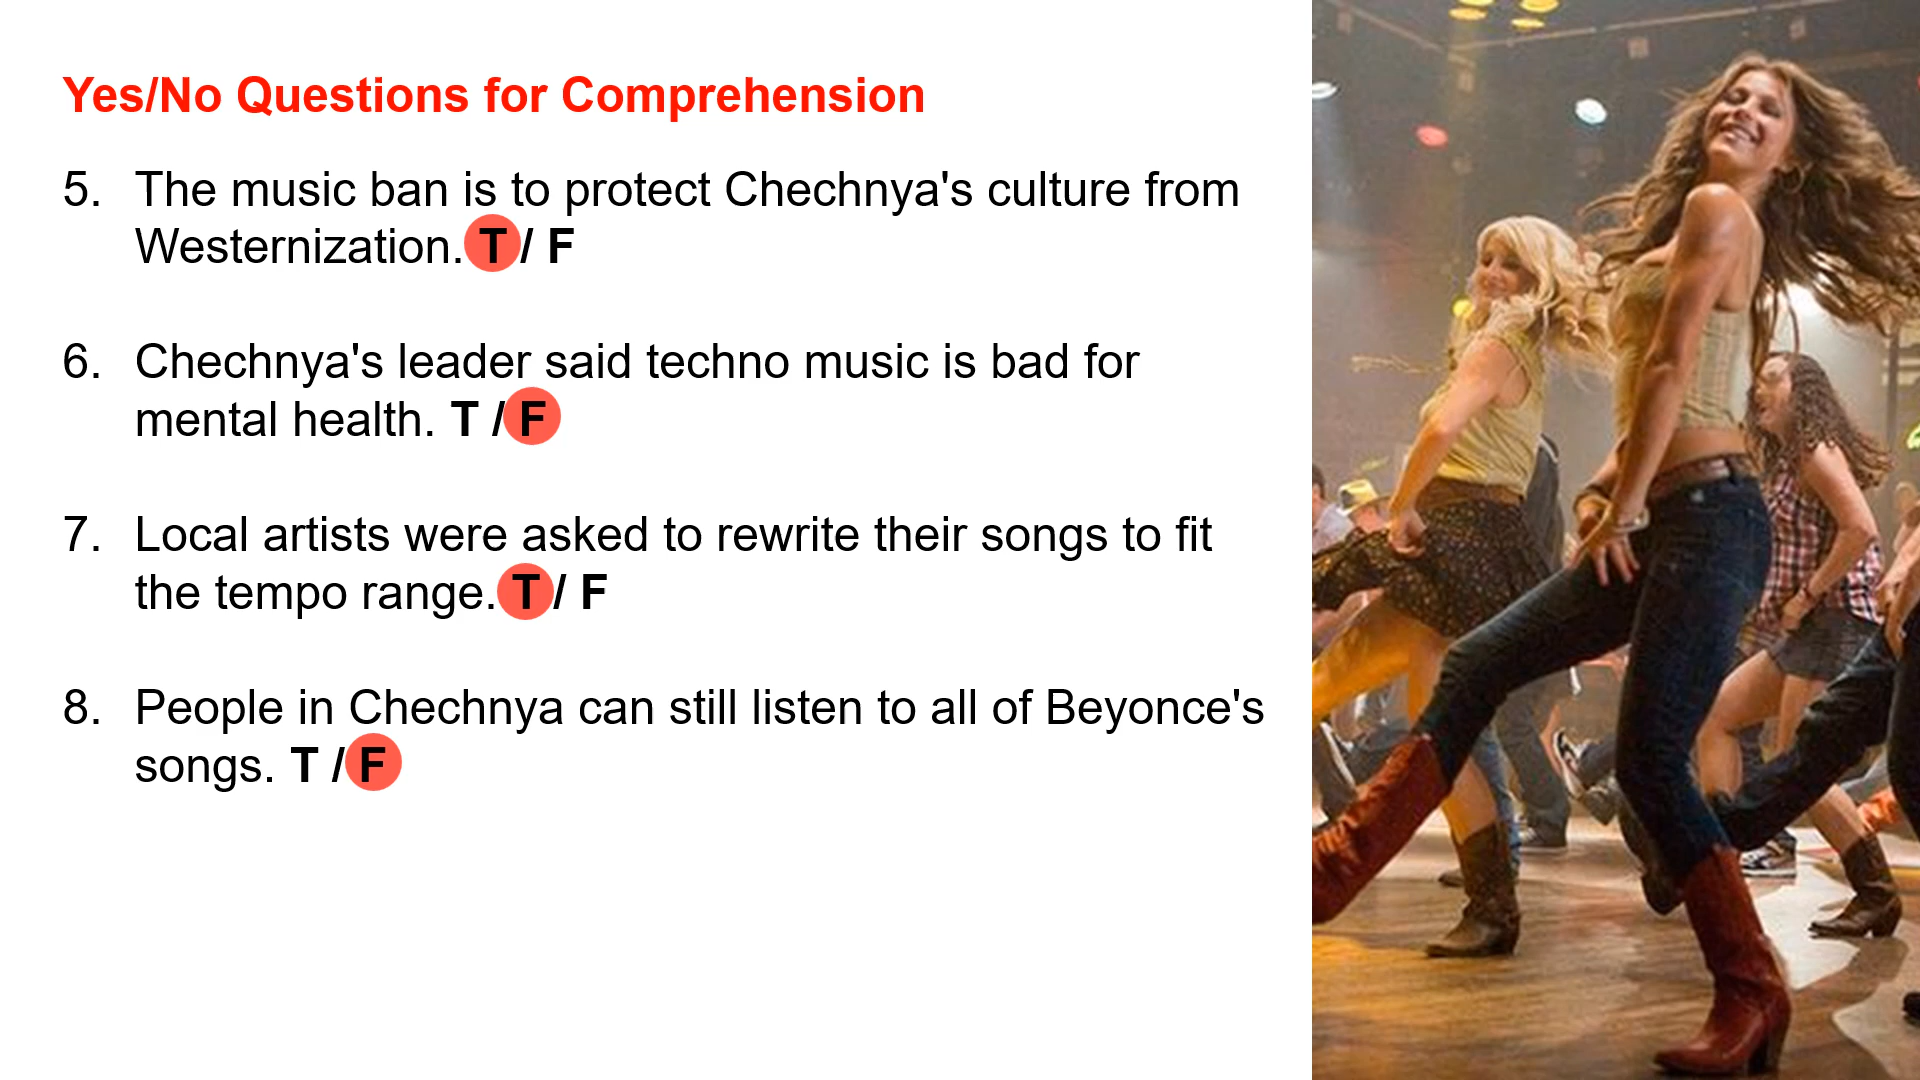 Yes/No Questions for Comprehension
5. The music ban is to protect Chechnya's culture from
Westernization. T / F
6. Chechnya's leader said techno music is bad for
mental health. T / F
7. Local artists were asked to rewrite their songs to fit
the tempo range. T / F
8. People in Chechnya can still listen to all of Beyonce's
songs. T / F